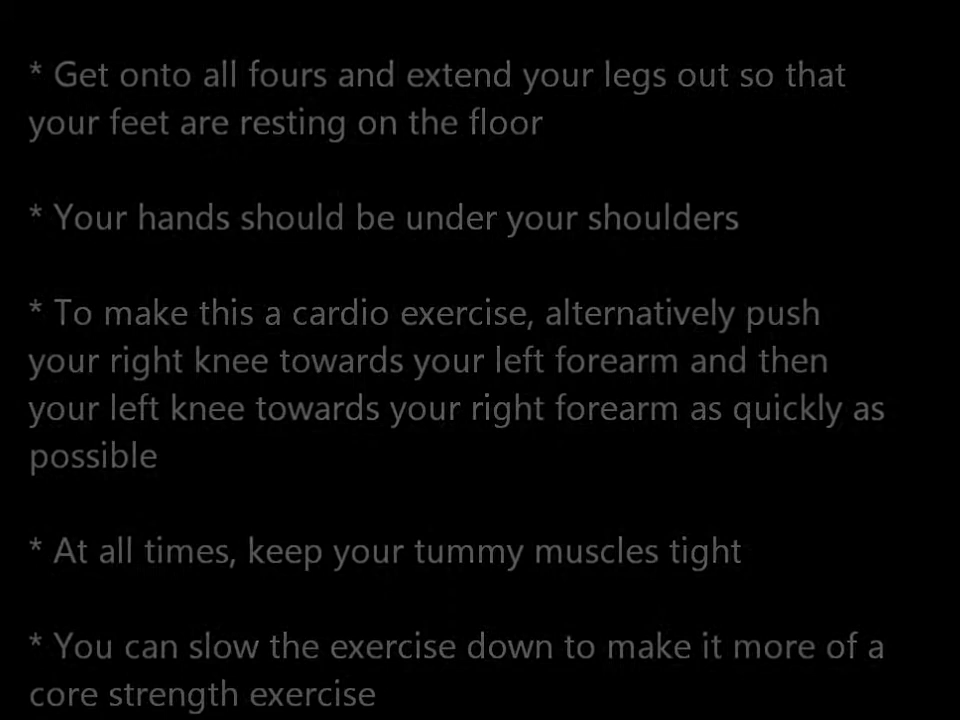 * Get onto all fours and extend your legs out so that
your feet are resting on the floor
* Your hands should be under your shoulders
* To make this a cardio exercise, alternatively push
your right knee towards your left forearm and then
your left knee towards your right forearm as quickly as
possible
* At all times, keep your tummy muscles tight
* You can slow the exercise down to make it more of a
core strength exercise